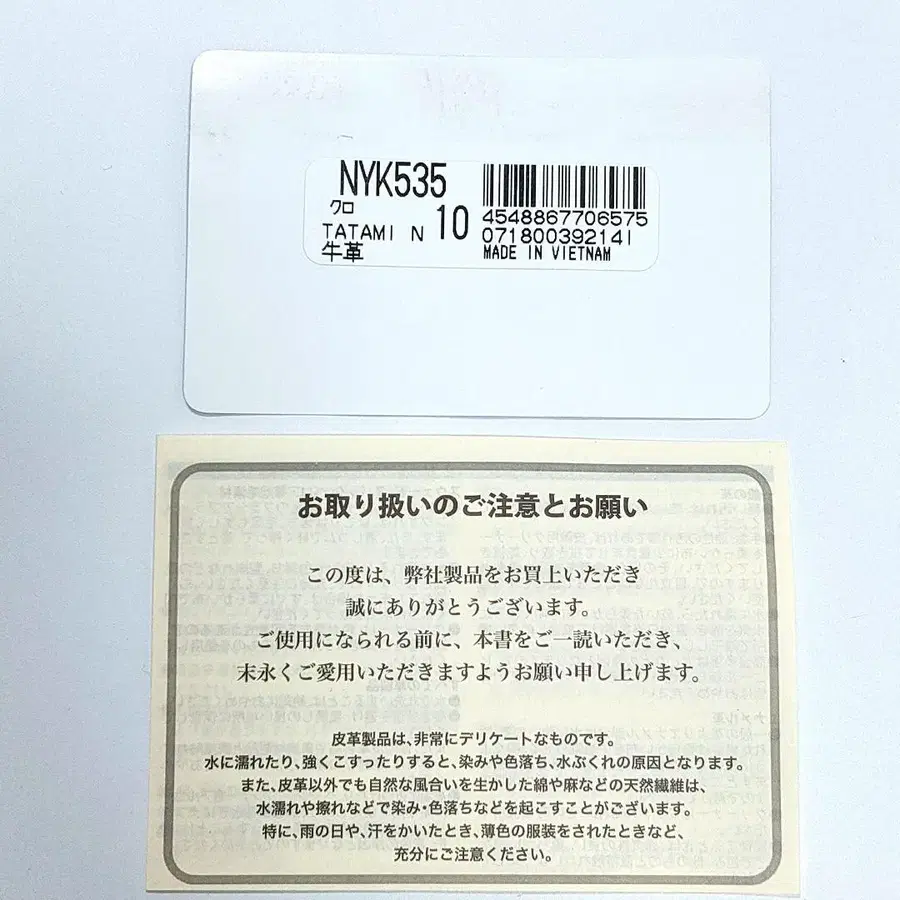 NYK535
クロ
TATAMI N 10
牛革
4548867706575
0718003921​41
MADE IN VIETNAM
お取り扱いのご注意とお願い
この度は、弊社製品をお買上いただき
誠にありがとうございます。
ご使用になられる前に、本書をご一読いただき、
末永くご愛用いただきますようお願い申し上げます。
皮革製品は、非常にデリケートなものです。
水に濡れたり、強くこすったりすると、染みや色落ち、水ぶくれの原因となります。
また、皮革以外でも自然な風合いを生かした綿や麻などの天然繊維は、
水濡れや擦れなどで染み・色落ちなどを起こすことがございます。
特に、雨の日や、汗をかいたとき、薄色の服装をされたときなど、
充分にご注意ください。